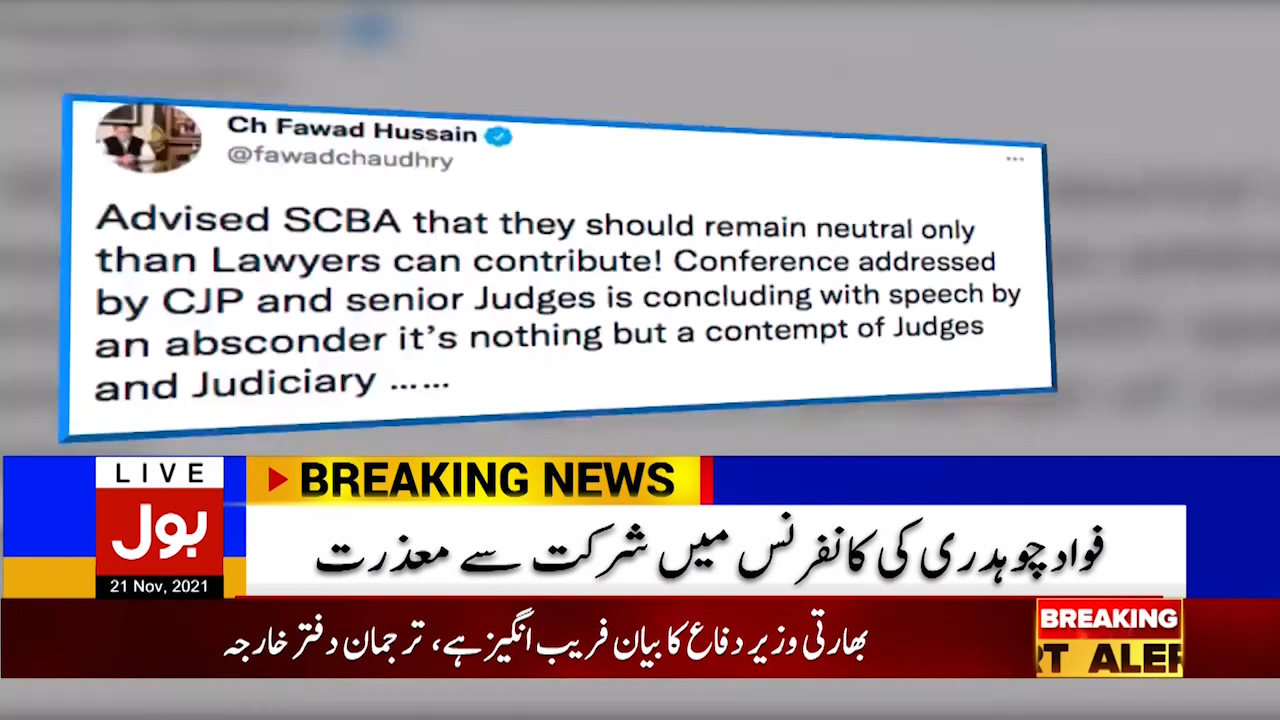 Ch Fawad Hussain
@fawadchaudhry
Advised SCBA that they should remain neutral only
than Lawyers can contribute! Conference addressed
by CJP and senior Judges is concluding with speech by
an absconder it's nothing but a contempt of Judges
and Judiciary ......
LIVE
BREAKING NEWS
بول
فواد چوہدری کی کانفرنس میں شرکت سے معذرت
21 Nov, 2021
بھارتی وزیر دفاع کا بیان فریب انگیز ہے، ترجمان دفتر خارجہ
BREAKING
RT ALER